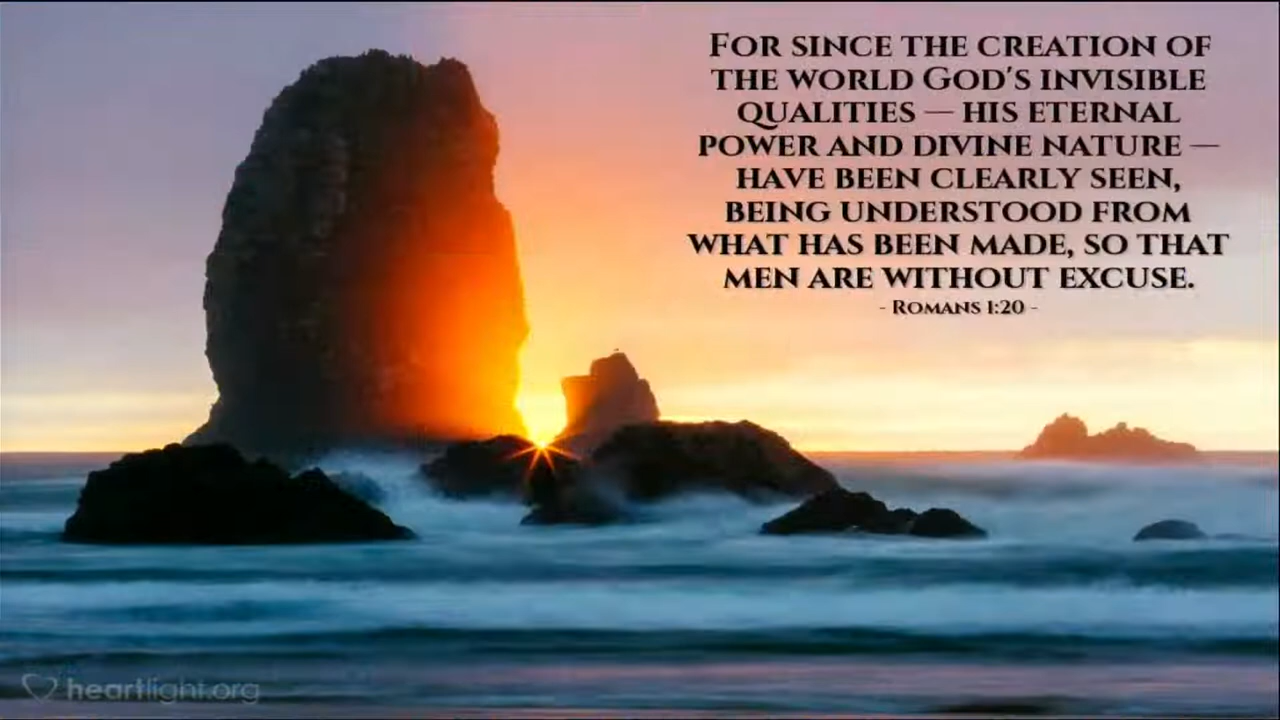 For since the creation of
the world God's invisible
qualities — his eternal
power and divine nature —
have been clearly seen,
being understood from
what has been made, so that
men are without excuse.
- Romans 1:20 -
heartlight.org